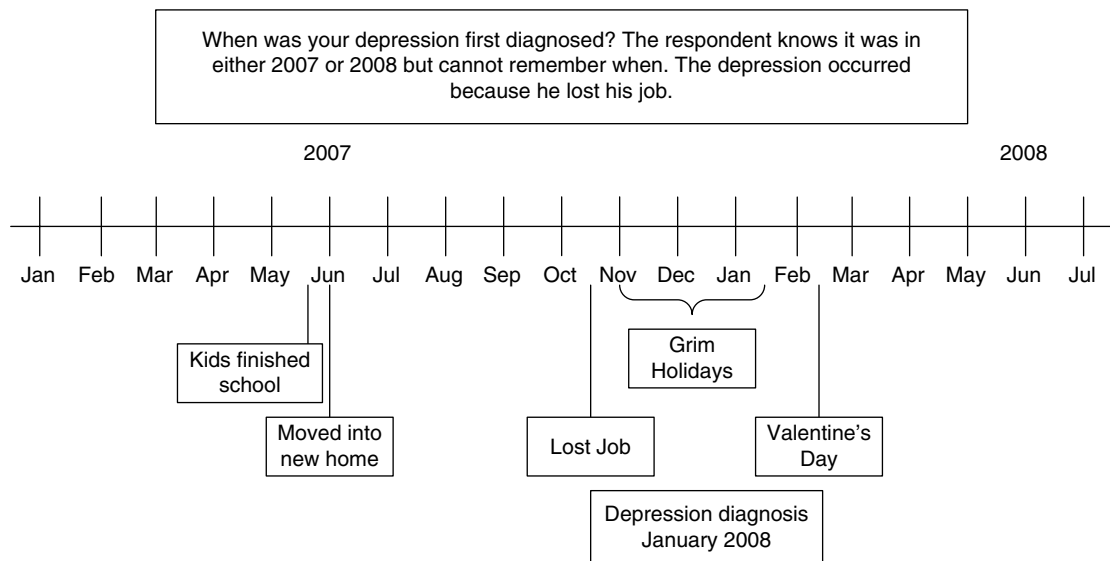 When was your depression first diagnosed? The respondent knows it was in
either 2007 or 2008 but cannot remember when. The depression occurred
because he lost his job.
2007 2008
Jan Feb Mar Apr May Jun Jul Aug Sep Oct Nov Dec Jan Feb Mar Apr May Jun Jul
Kids finished
school
Moved into
new home
Lost Job
Grim
Holidays
Valentine’s
Day
Depression diagnosis
January 2008